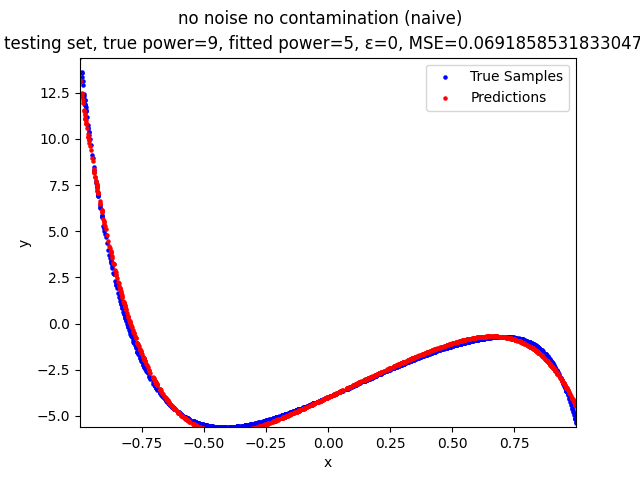 no noise no contamination (naive)
testing set, true power=9, fitted power=5, ε=0, MSE=0.0691858531833047
True Samples
Predictions
12.5
10.0
7.5
5.0
2.5
0.0
−2.5
−5.0
y
−0.75
−0.50
−0.25
0.00
0.25
0.50
0.75
x